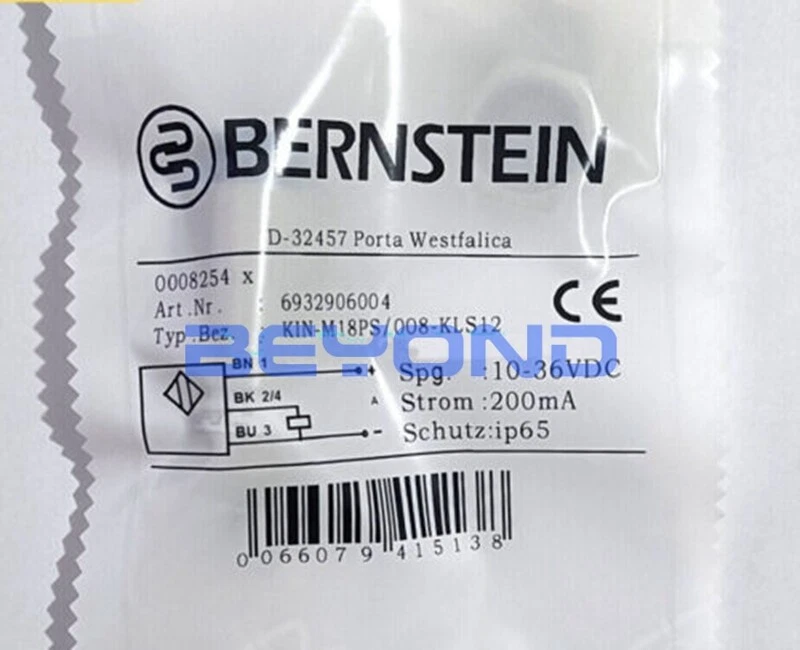 BERNSTEIN
D-32457 Porta Westfalica
0008254 x
Art.Nr. : 6932906004
CE
Typ.Bez. : KIN-M18PS/008-KLS12
BEYOND
BN 1 + Spg. :10-36VDC
BK 2/4 A Strom :200mA
BU 3 - Schutz:ip65
0 066079 415138